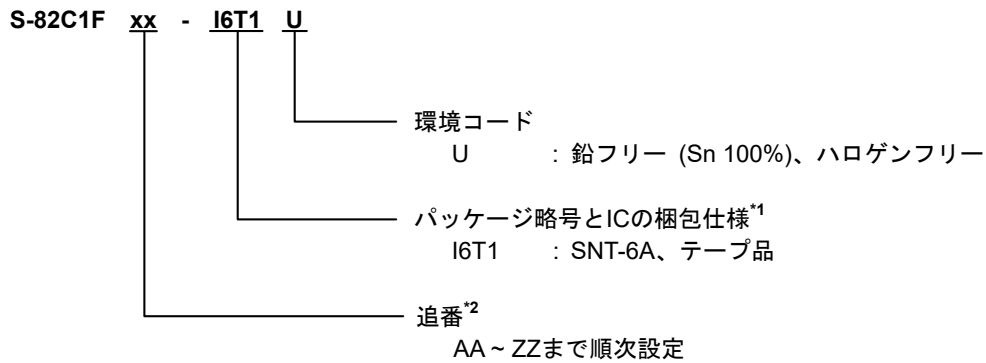 S-82C1F xx - I6T1 U
環境コード
U : 鉛フリー (Sn 100%)、ハロゲンフリー
パッケージ略号とICの梱包仕様*1
I6T1 : SNT-6A、テープ品
追番*2
AA ~ ZZまで順次設定